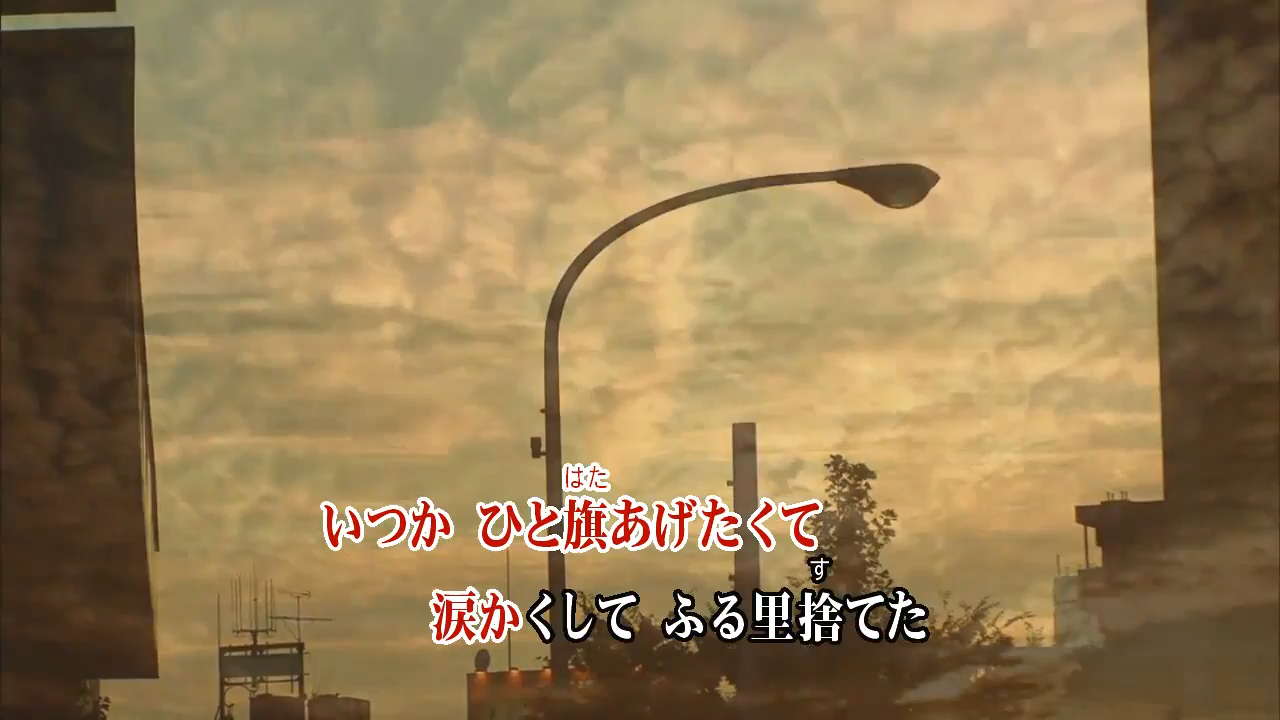 はた
いつか ひと旗あげたくて
す
涙かくして ふる里捨てた